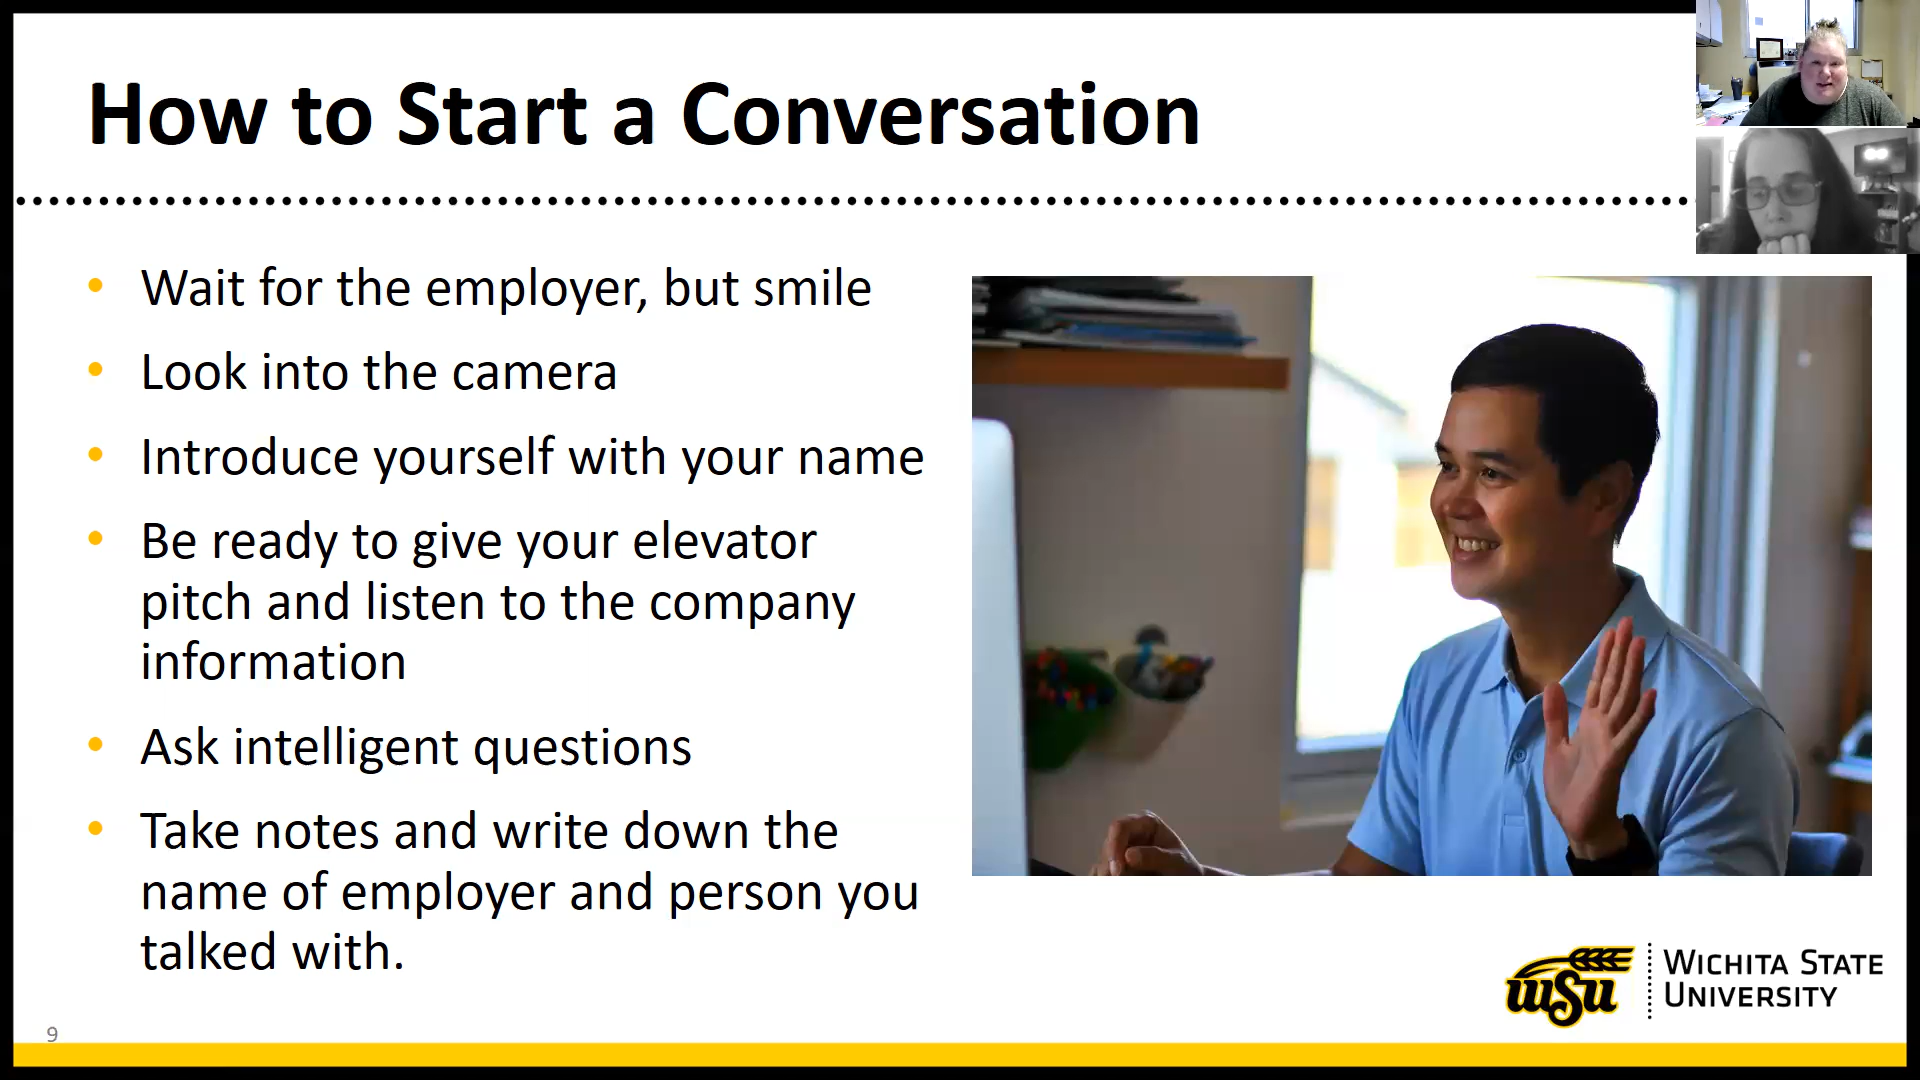 How to Start a Conversation
• Wait for the employer, but smile
• Look into the camera
• Introduce yourself with your name
• Be ready to give your elevator
pitch and listen to the company
information
• Ask intelligent questions
• Take notes and write down the
name of employer and person you
talked with.
wsu
WICHITA STATE
UNIVERSITY
9